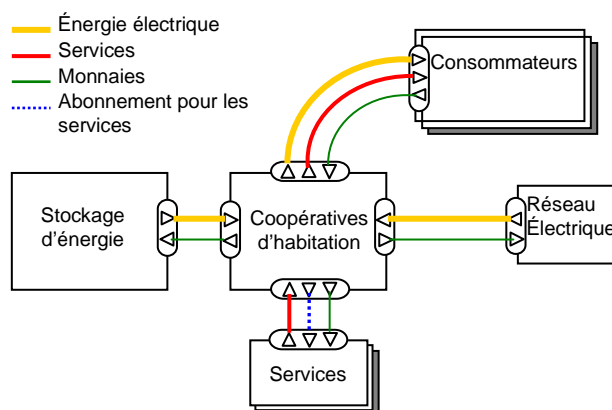 Énergie électrique
Services
Monnaies
Abonnement pour les
services
Consommateurs
Stockage
d'énergie
Coopératives
d'habitation
Réseau
Électrique
Services